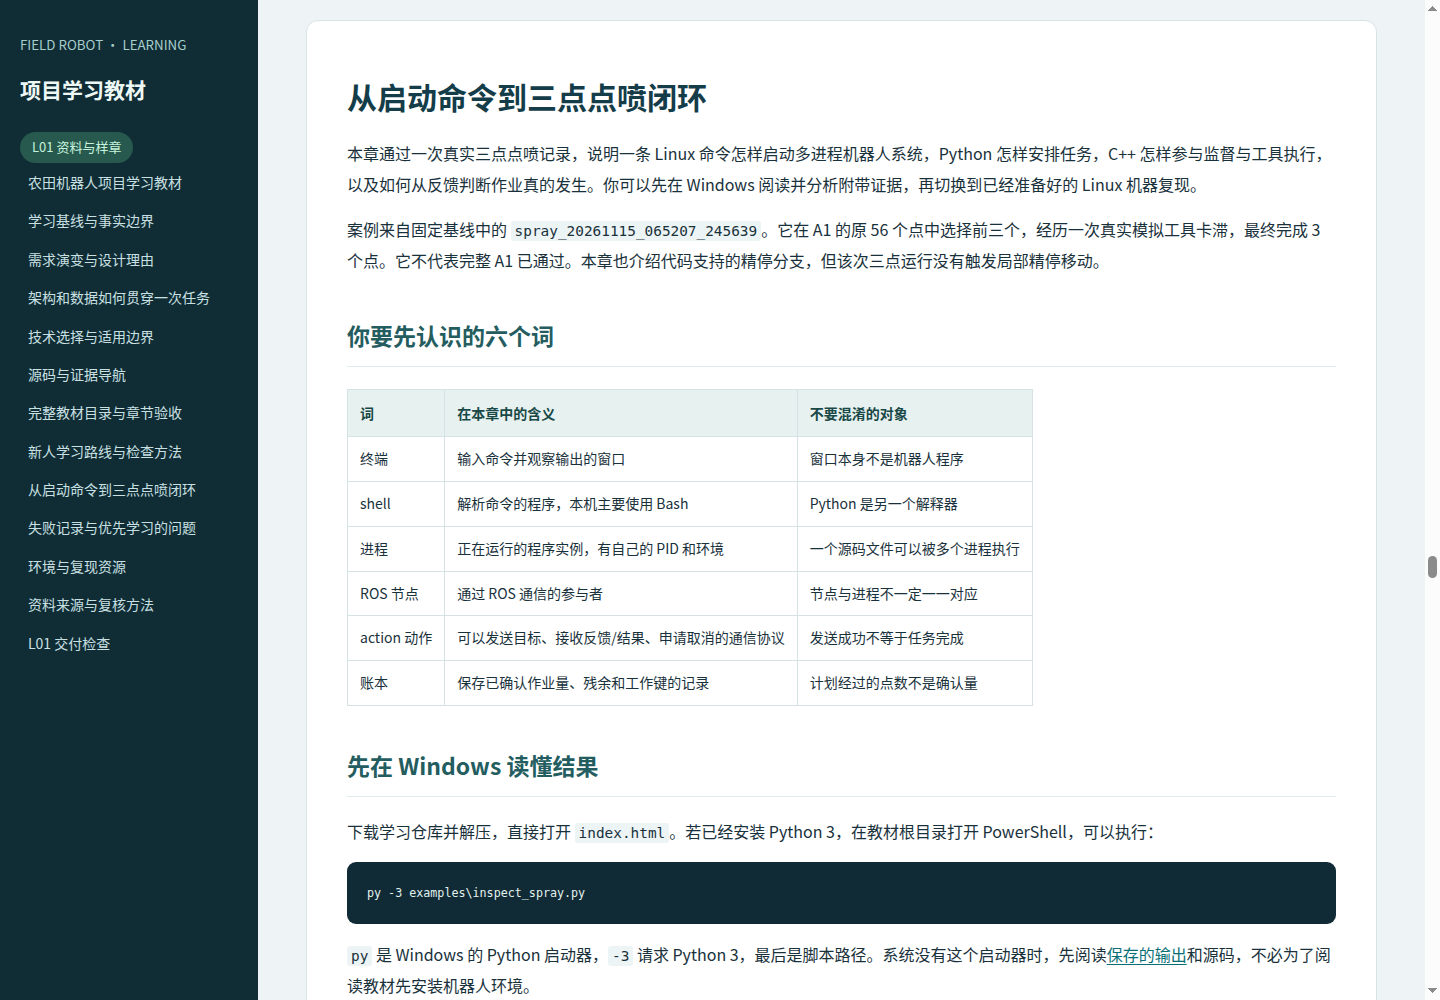 FIELD ROBOT · LEARNING
项目学习教材
L01 资料与样章
农田机器人项目学习教材
学习基线与事实边界
需求演变与设计理由
架构和数据如何贯穿一次任务
技术选择与适用边界
源码与证据导航
完整教材目录与章节验收
新人学习路线与检查方法
从启动命令到三点点喷闭环
失败记录与优先学习的问题
环境与复现资源
资料来源与复核方法
L01 交付检查
从启动命令到三点点喷闭环
本章通过一次真实三点点喷记录，说明一条 Linux 命令怎样启动多进程机器人系统，Python 怎样安排任务，C++ 怎样参与监督与工具执行，
以及如何从反馈判断作业真的发生。你可以先在 Windows 阅读并分析附带证据，再切换到已经准备好的 Linux 机器复现。
案例来自固定基线中的 spray_20261115_065207_245639。它在 A1 的原 56 个点中选择前三个，经历一次真实模拟工具卡滞，最终完成 3
个点。它不代表完整 A1 已通过。本章也介绍代码支持的精停分支，但该次三点运行没有触发局部精停移动。
你要先认识的六个词
词 在本章中的含义 不要混淆的对象
终端 输入命令并观察输出的窗口 窗口本身不是机器人程序
shell 解析命令的程序，本机主要使用 Bash Python 是另一个解释器
进程 正在运行的程序实例，有自己的 PID 和环境 一个源码文件可以被多个进程执行
ROS 节点 通过 ROS 通信的参与者 节点与进程不一定一一对应
action 动作 可以发送目标、接收反馈/结果、申请取消的通信协议 发送成功不等于任务完成
账本 保存已确认作业量、残余和工作键的记录 计划经过的点数不是确认量
先在 Windows 读懂结果
下载学习仓库并解压，直接打开 index.html。若已经安装 Python 3，在教材根目录打开 PowerShell，可以执行：
py -3 examples\inspect_spray.py
py 是 Windows 的 Python 启动器，-3 请求 Python 3，最后是脚本路径。系统没有这个启动器时，先阅读保存的输出和源码，不必为了阅
读教材先安装机器人环境。